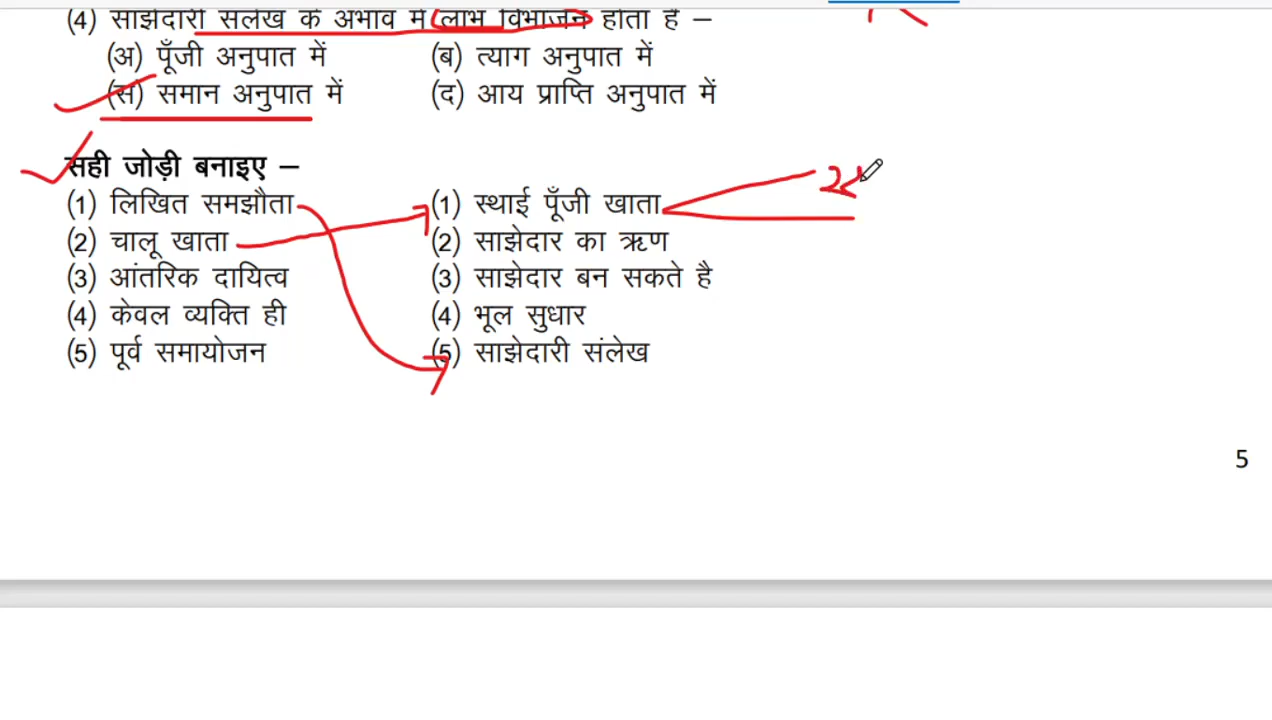 (4) साझेदारी संलेख के अभाव में लाभ विभाजन होता है –
(अ) पूँजी अनुपात में (ब) त्याग अनुपात में
(स) समान अनुपात में (द) आय प्राप्ति अनुपात में
सही जोड़ी बनाइए –
(1) लिखित समझौता (1) स्थाई पूँजी खाता
(2) चालू खाता (2) साझेदार का ऋण
(3) आंतरिक दायित्व (3) साझेदार बन सकते है
(4) केवल व्यक्ति ही (4) भूल सुधार
(5) पूर्व समायोजन (5) साझेदारी संलेख
5